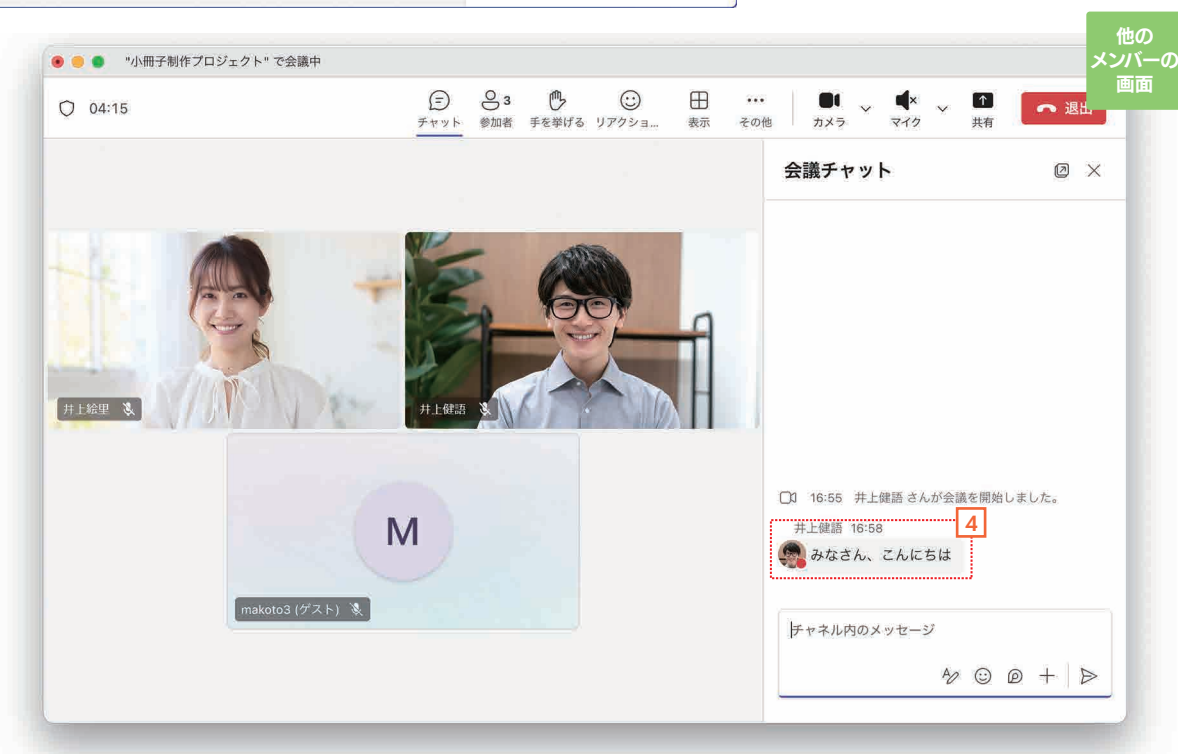 他の
メンバーの
画面
"小冊子制作プロジェクト" で会議中
04:15
チャット
3
参加者
手を挙げる
リアクショ...
表示
その他
カメラ
マイク
共有
退出
会議チャット
井上絵里
井上健語
M
makoto3 (ゲスト)
16:55 井上健語 さんが会議を開始しました。
井上健語 16:58
4
みなさん、こんにちは
チャネル内のメッセージ